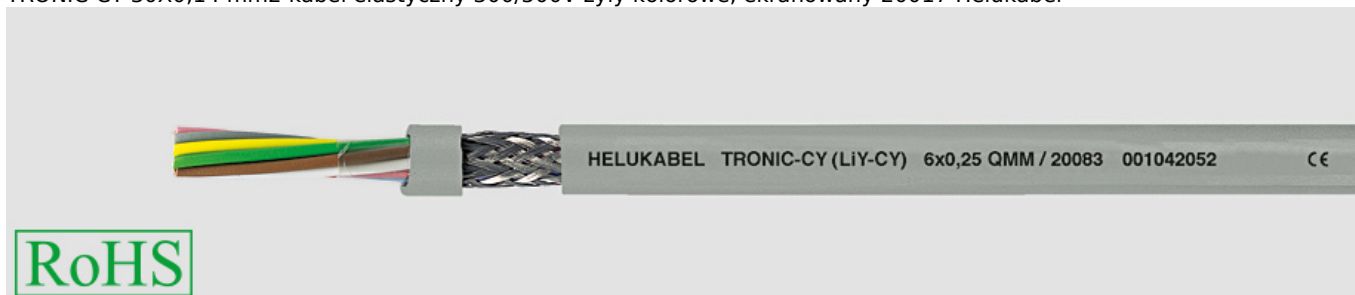 HELUKABEL TRONIC-CY (LiY-CY) 6x0,25 QMM / 20083 001042052 CE
RoHS